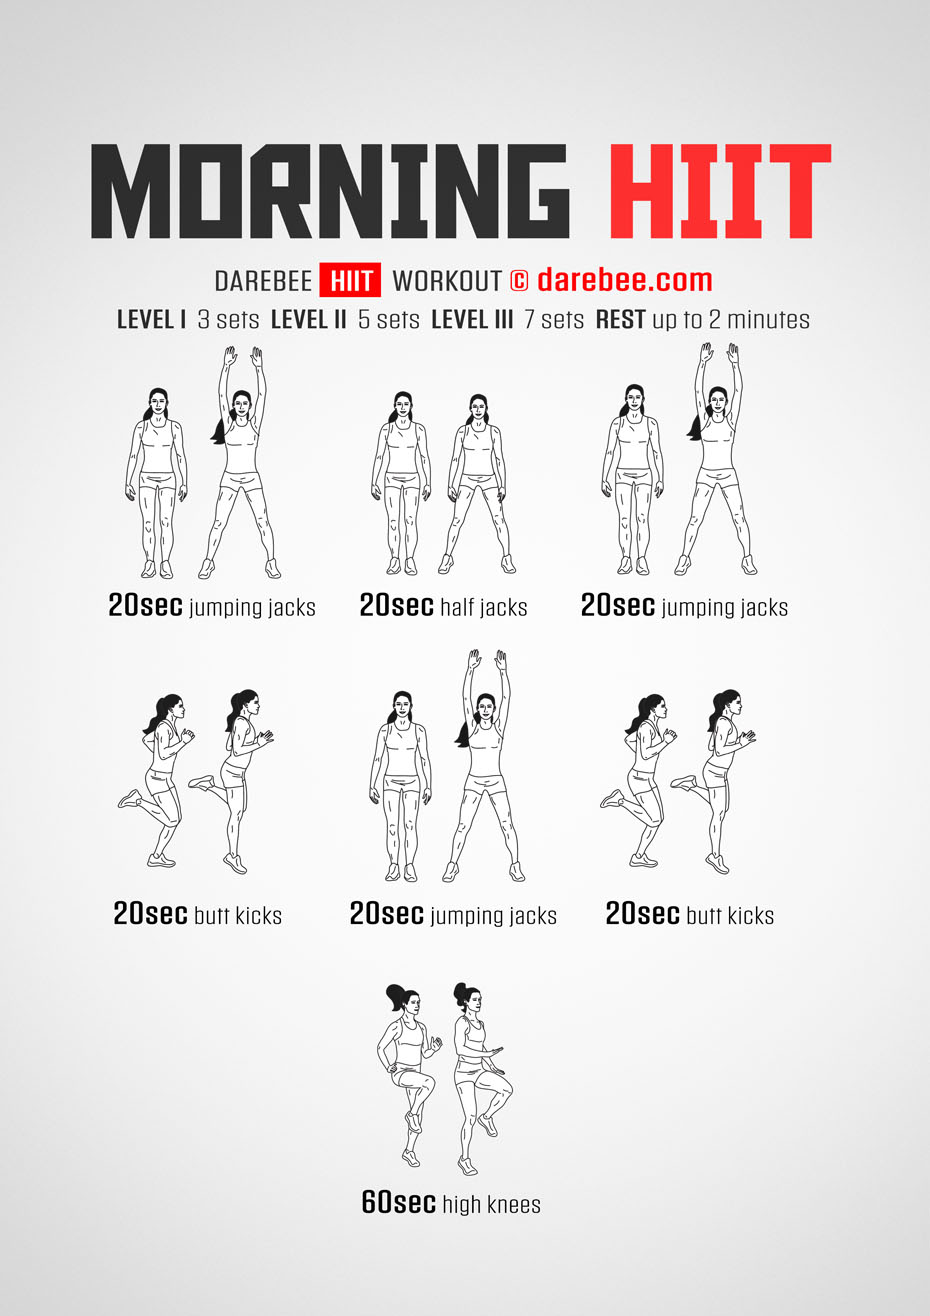 MORNING HIIT
DAREBEE HIIT WORKOUT © darebee.com
LEVEL I 3 sets LEVEL II 5 sets LEVEL III 7 sets REST up to 2 minutes
20sec jumping jacks
20sec half jacks
20sec jumping jacks
20sec butt kicks
20sec jumping jacks
20sec butt kicks
60sec high knees